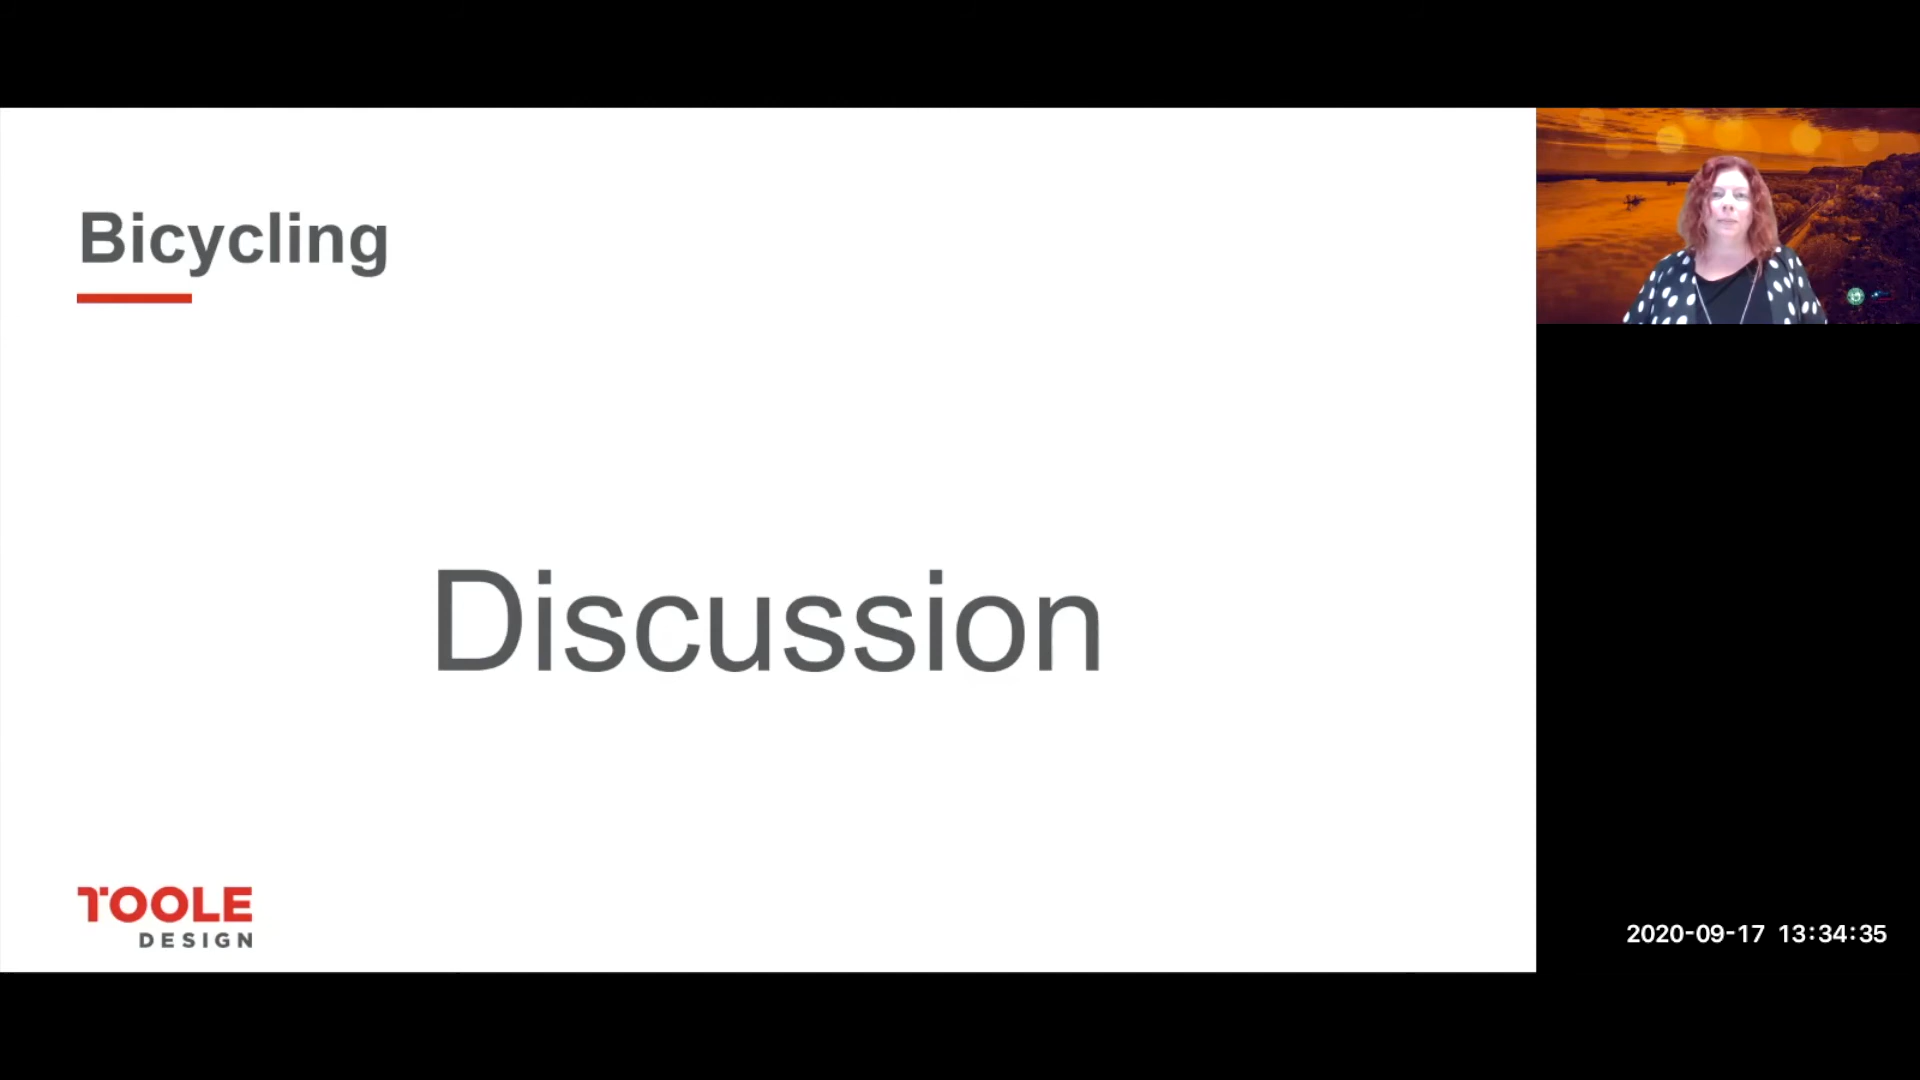 Bicycling
Discussion
TOOLE
DESIGN
2020-09-17 13:34:35